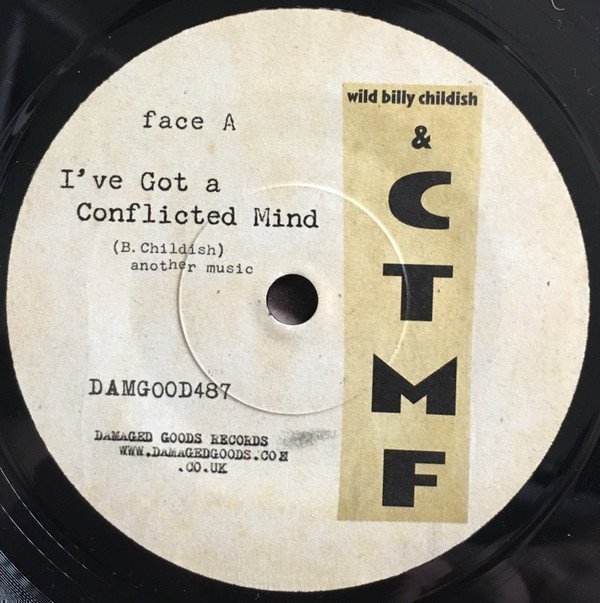 face A
I've Got a
Conflicted Mind
(B. Childish)
another music
DAMGOOD487
DAMAGED GOODS RECORDS
WWW.DAMAGEDGOODS.CO
.CO.UK
wild billy childish
&
C
T
M
F